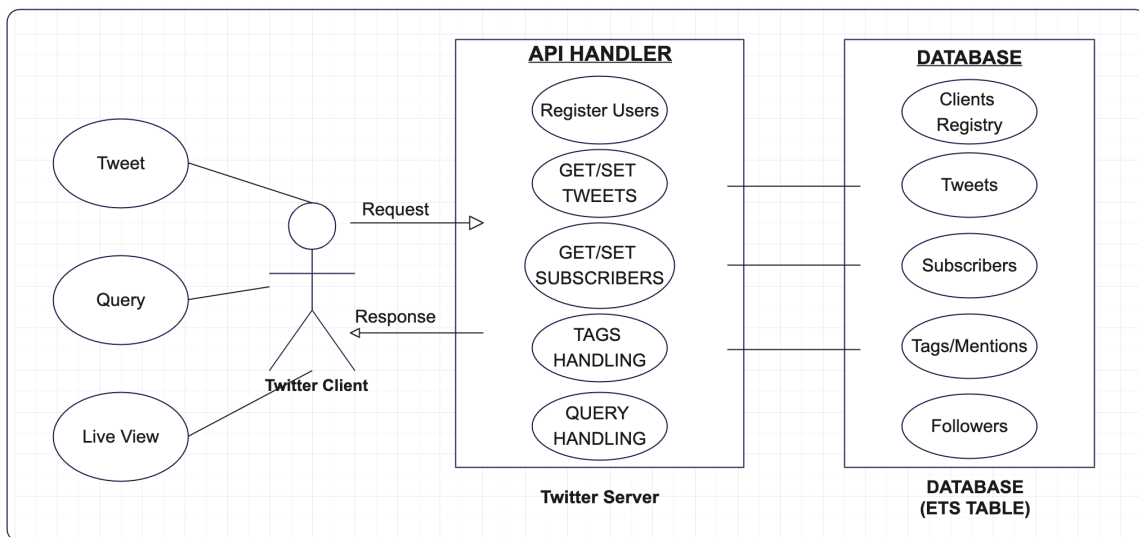 Tweet
Query
Live View
Twitter Client
Request
Response
API HANDLER
Register Users
GET/SET
TWEETS
GET/SET
SUBSCRIBERS
TAGS
HANDLING
QUERY
HANDLING
Twitter Server
DATABASE
Clients
Registry
Tweets
Subscribers
Tags/Mentions
Followers
DATABASE
(ETS TABLE)